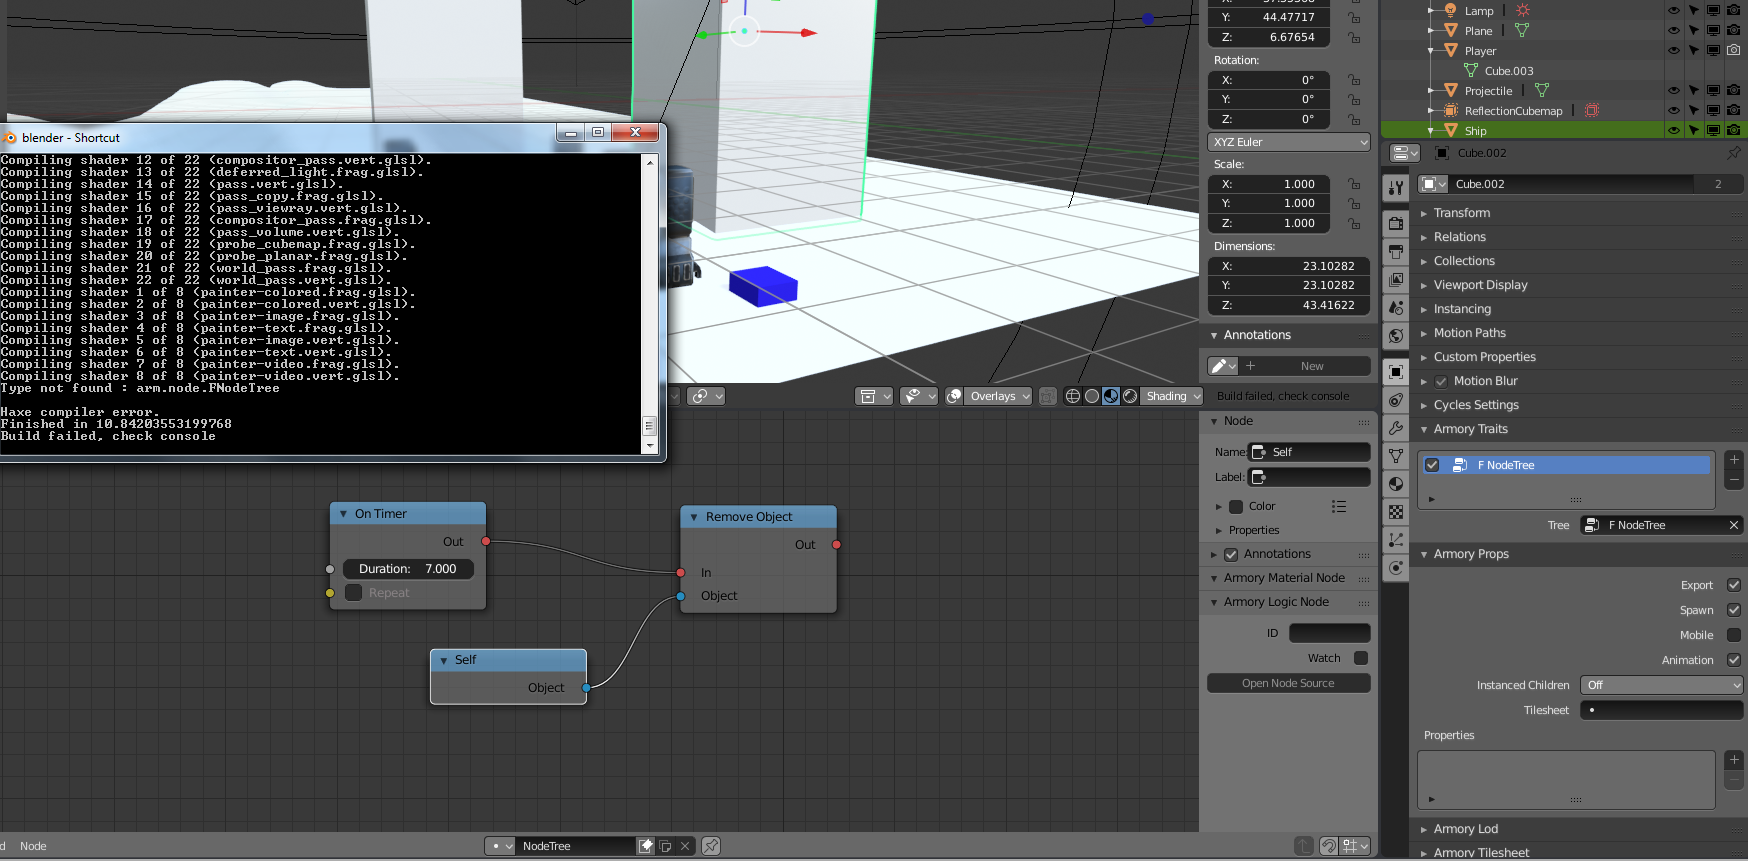 blender - Shortcut
Compiling shader 12 of 22 (compositor_pass.vert.glsl).
Compiling shader 13 of 22 (deferred_light.frag.glsl).
Compiling shader 14 of 22 (pass.vert.glsl).
Compiling shader 15 of 22 (pass_copy.frag.glsl).
Compiling shader 16 of 22 (pass_viewray.vert.glsl).
Compiling shader 17 of 22 (compositor_pass.frag.glsl).
Compiling shader 18 of 22 (pass_volume.vert.glsl).
Compiling shader 19 of 22 (probe_cubemap.frag.glsl).
Compiling shader 20 of 22 (probe_planar.frag.glsl).
Compiling shader 21 of 22 (world_pass.frag.glsl).
Compiling shader 22 of 22 (world_pass.vert.glsl).
Compiling shader 1 of 8 (painter-colored.frag.glsl).
Compiling shader 2 of 8 (painter-colored.vert.glsl).
Compiling shader 3 of 8 (painter-image.frag.glsl).
Compiling shader 4 of 8 (painter-text.frag.glsl).
Compiling shader 5 of 8 (painter-image.vert.glsl).
Compiling shader 6 of 8 (painter-text.vert.glsl).
Compiling shader 7 of 8 (painter-video.frag.glsl).
Compiling shader 8 of 8 (painter-video.vert.glsl).
Type not found : arm.node.FNodeTree
Haxe compiler error.
Finished in 10.84203553199768
Build failed, check console
Overlays
Shading
Build failed, check console
On Timer
Out
Duration: 7.000
Repeat
Self
Object
Remove Object
Out
In
Object
Node
NodeTree
Y: 44.47717
Z: 6.67654
Rotation:
X: 0°
Y: 0°
Z: 0°
XYZ Euler
Scale:
X: 1.000
Y: 1.000
Z: 1.000
Dimensions:
X: 23.10282
Y: 23.10282
Z: 43.41622
Annotations
New
Node
Name: Self
Label:
Color
Properties
Annotations
Armory Material Node
Armory Logic Node
ID
Watch
Open Node Source
Lamp
Plane
Player
Cube.003
Projectile
ReflectionCubemap
Ship
Cube.002
Cube.002 2
Transform
Relations
Collections
Viewport Display
Instancing
Motion Paths
Custom Properties
Motion Blur
Cycles Settings
Armory Traits
F NodeTree
Tree F NodeTree
Armory Props
Export
Spawn
Mobile
Animation
Instanced Children Off
Tilesheet
Properties
Armory Lod
Armory Tilesheet